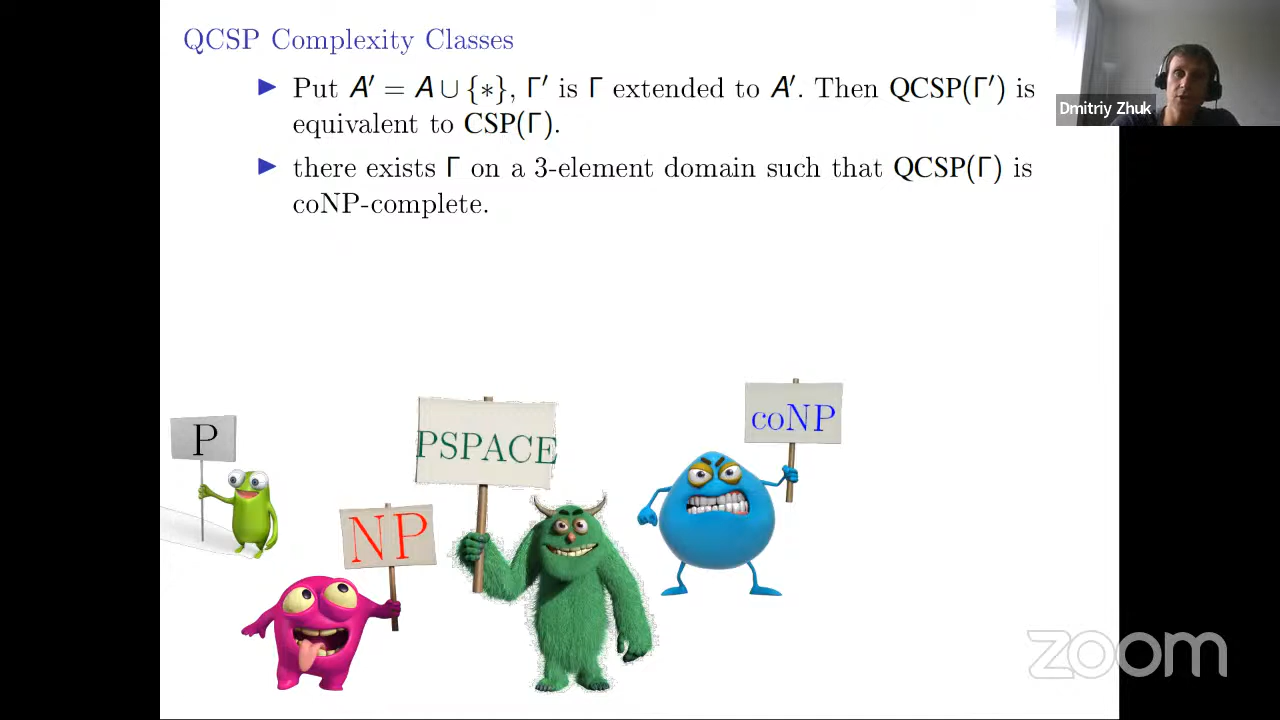 QCSP Complexity Classes
▶ Put A′ = A ∪ {∗}, Γ′ is Γ extended to A′. Then QCSP(Γ′) is
equivalent to CSP(Γ).
▶ there exists Γ on a 3-element domain such that QCSP(Γ) is
coNP-complete.
Dmitriy Zhuk
P
NP
PSPACE
coNP
zoom